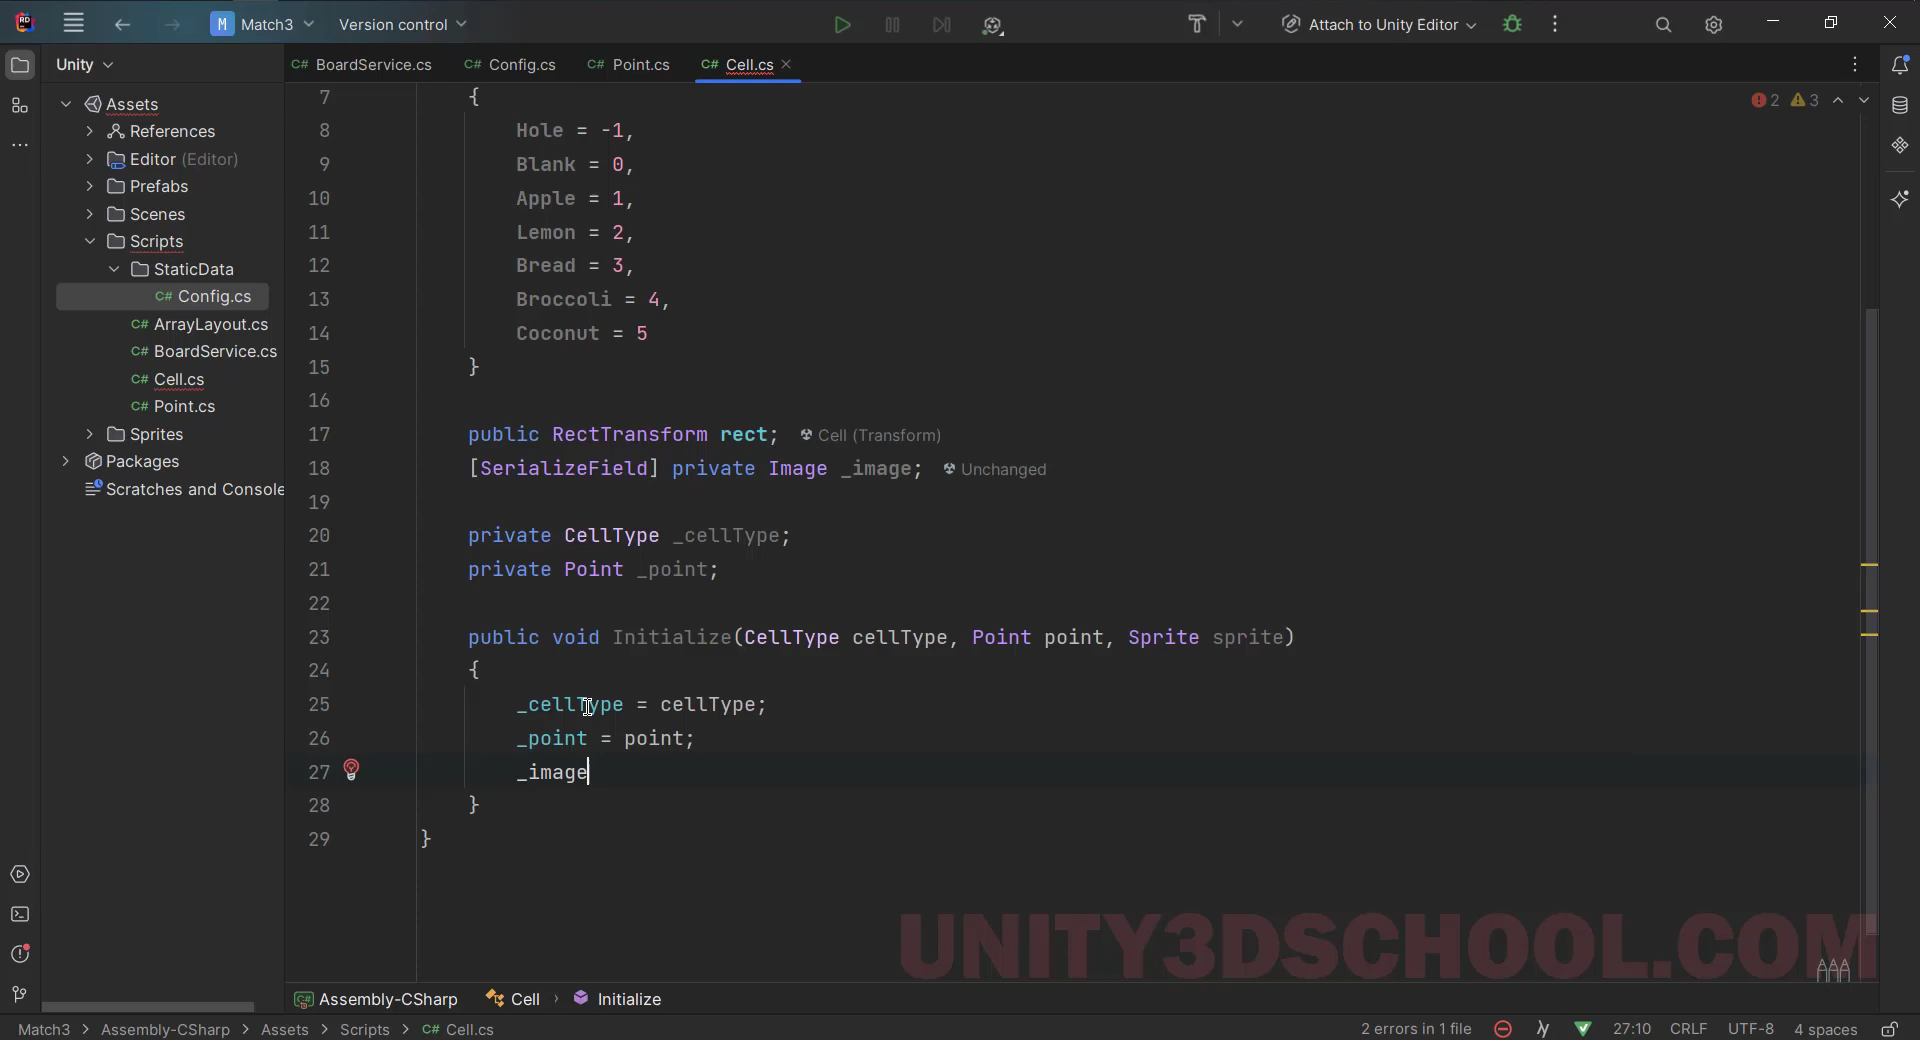 Match3 Version control Attach to Unity Editor
Unity C# BoardService.cs C# Config.cs C# Point.cs C# Cell.cs
Assets
References
Editor (Editor)
Prefabs
Scenes
Scripts
StaticData
C# Config.cs
C# ArrayLayout.cs
C# BoardService.cs
C# Cell.cs
C# Point.cs
Sprites
Packages
Scratches and Console
2 3
7 {
8 Hole = -1,
9 Blank = 0,
10 Apple = 1,
11 Lemon = 2,
12 Bread = 3,
13 Broccoli = 4,
14 Coconut = 5
15 }
16
17 public RectTransform rect; Cell (Transform)
18 [SerializeField] private Image _image; Unchanged
19
20 private CellType _cellType;
21 private Point _point;
22
23 public void Initialize(CellType cellType, Point point, Sprite sprite)
24 {
25 _cellType = cellType;
26 _point = point;
27 _image
28 }
29 }
UNITY3DSCHOOL.COM
Assembly-CSharp Cell › Initialize
Match3 > Assembly-CSharp > Assets > Scripts > C# Cell.cs 2 errors in 1 file 27:10 CRLF UTF-8 4 spaces